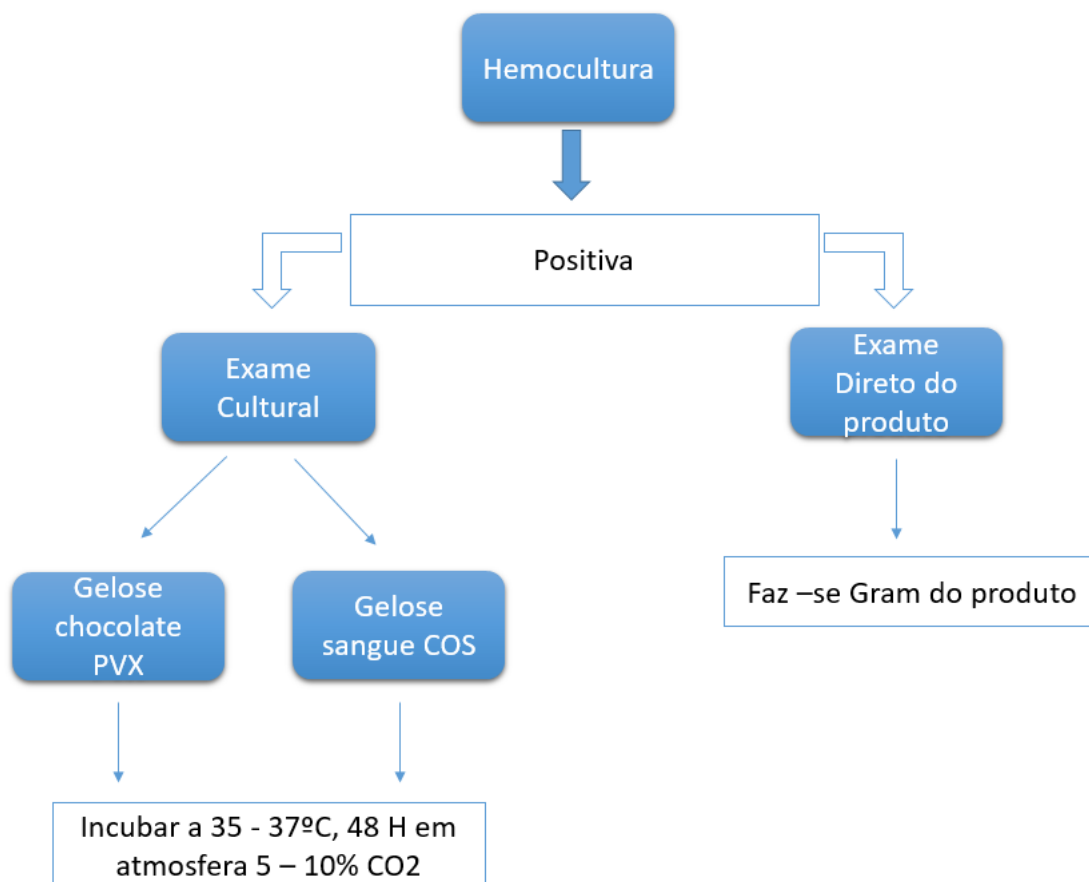 Hemocultura
Positiva
Exame
Cultural
Exame
Direto do
produto
Gelose
chocolate
PVX
Gelose
sangue COS
Faz –se Gram do produto
Incubar a 35 - 37ºC, 48 H em
atmosfera 5 – 10% CO2